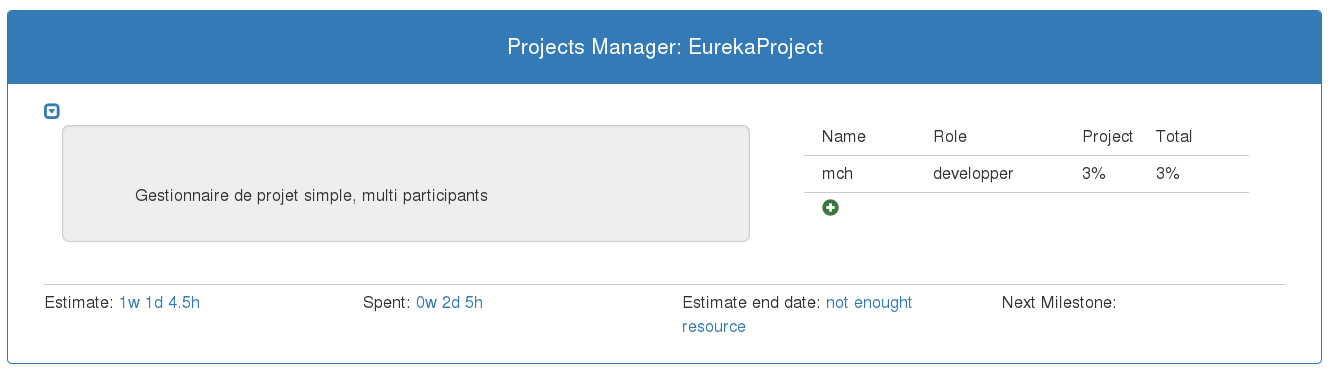 Projects Manager: EurekaProject
Gestionnaire de projet simple, multi participants
Name Role Project Total
mch developper 3% 3%
Estimate: 1w 1d 4.5h
Spent: 0w 2d 5h
Estimate end date: not enought
resource
Next Milestone: